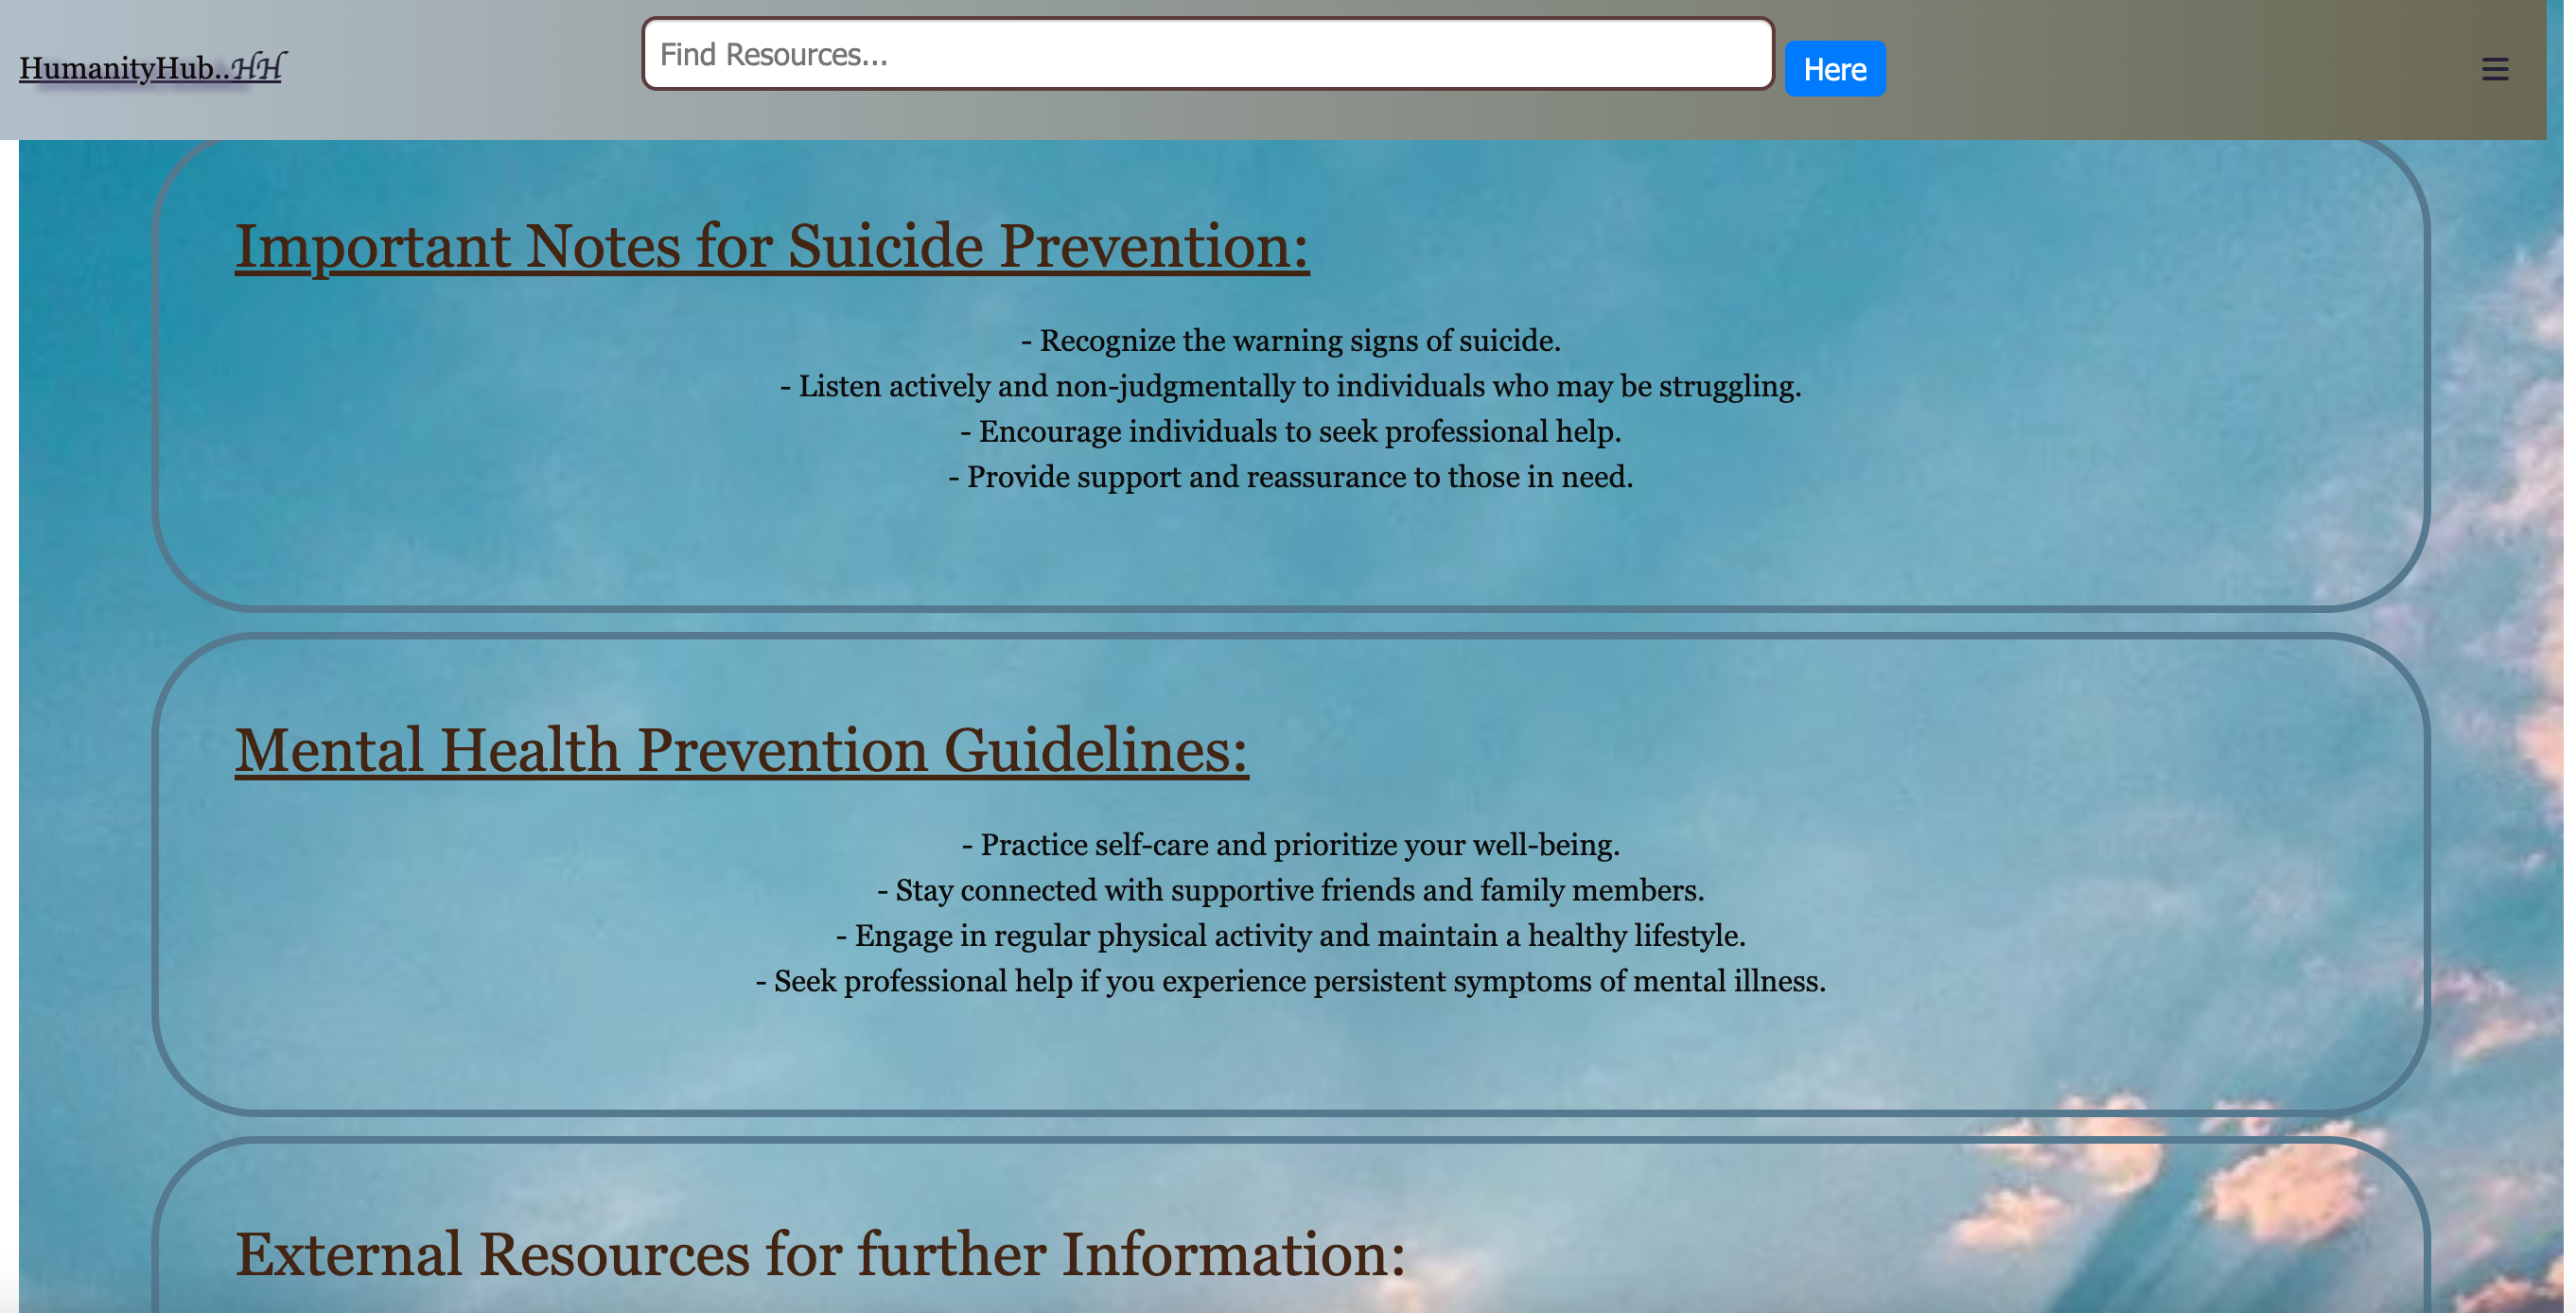 HumanityHub..HH
Find Resources...
Here
Important Notes for Suicide Prevention:
- Recognize the warning signs of suicide.
- Listen actively and non-judgmentally to individuals who may be struggling.
- Encourage individuals to seek professional help.
- Provide support and reassurance to those in need.
Mental Health Prevention Guidelines:
- Practice self-care and prioritize your well-being.
- Stay connected with supportive friends and family members.
- Engage in regular physical activity and maintain a healthy lifestyle.
- Seek professional help if you experience persistent symptoms of mental illness.
External Resources for further Information: